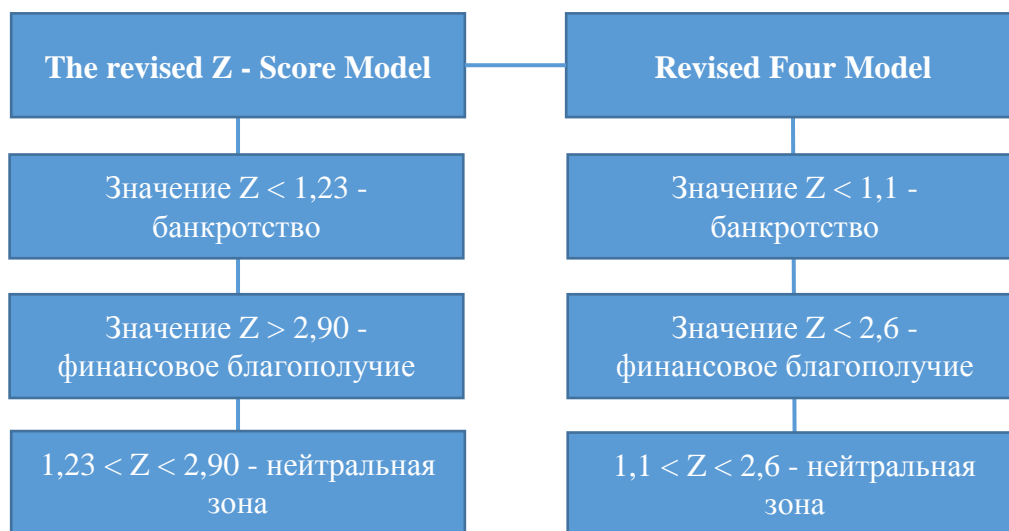 The revised Z - Score Model
Значение Z < 1,23 -
банкротство
Значение Z > 2,90 -
финансовое благополучие
1,23 < Z < 2,90 - нейтральная
зона
Revised Four Model
Значение Z < 1,1 -
банкротство
Значение Z < 2,6 -
финансовое благополучие
1,1 < Z < 2,6 - нейтральная
зона